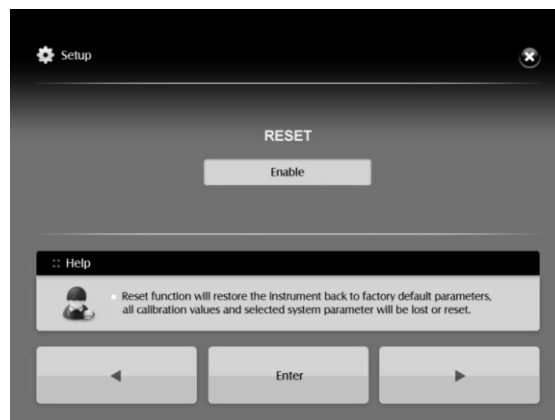 Setup
RESET
Enable
:: Help
Reset function will restore the instrument back to factory default parameters,
all calibration values and selected system parameter will be lost or reset.
Enter